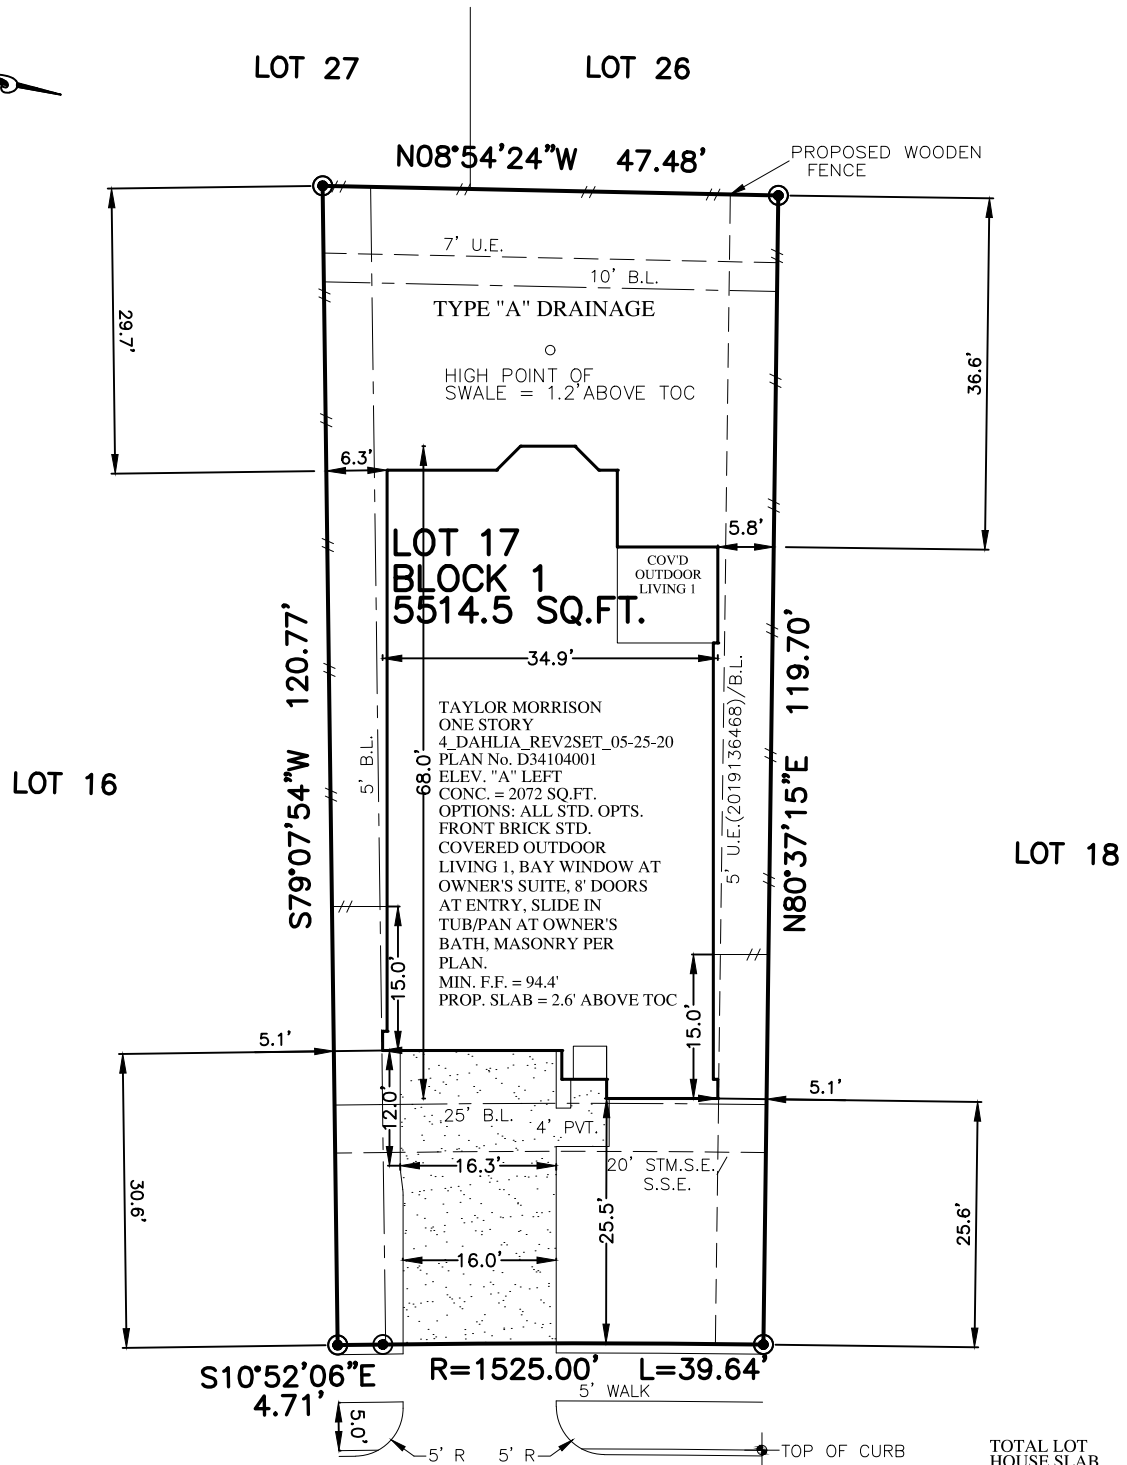 LOT 27
LOT 26
N08°54'24"W 47.48'
PROPOSED WOODEN
FENCE
7' U.E.
10' B.L.
TYPE "A" DRAINAGE
29.7'
36.6'
HIGH POINT OF
SWALE = 1.2' ABOVE TOC
6.3'
5.8'
LOT 17
BLOCK 1
5514.5 SQ.FT.
COV'D
OUTDOOR
LIVING 1
34.9'
S79°07'54"W 120.77'
N80°37'15"E 119.70'
5' B.L.
68.0'
5' U.E.(2019136468)/B.L.
TAYLOR MORRISON
ONE STORY
4_DAHLIA_REV2SET_05-25-20
PLAN No. D34104001
ELEV. "A" LEFT
CONC. = 2072 SQ.FT.
OPTIONS: ALL STD. OPTS.
FRONT BRICK STD.
COVERED OUTDOOR
LIVING 1, BAY WINDOW AT
OWNER'S SUITE, 8' DOORS
AT ENTRY, SLIDE IN
TUB/PAN AT OWNER'S
BATH, MASONRY PER
PLAN.
MIN. F.F. = 94.4'
PROP. SLAB = 2.6' ABOVE TOC
LOT 16
LOT 18
15.0'
15.0'
5.1'
5.1'
12.0'
25' B.L.
4' PVT.
16.3'
20' STM.S.E./
S.S.E.
30.6'
25.5'
25.6'
16.0'
S10°52'06"E
4.71'
R=1525.00' L=39.64'
5' WALK
5.0'
5' R
5' R
TOP OF CURB
TOTAL LOT
HOUSE SLAB